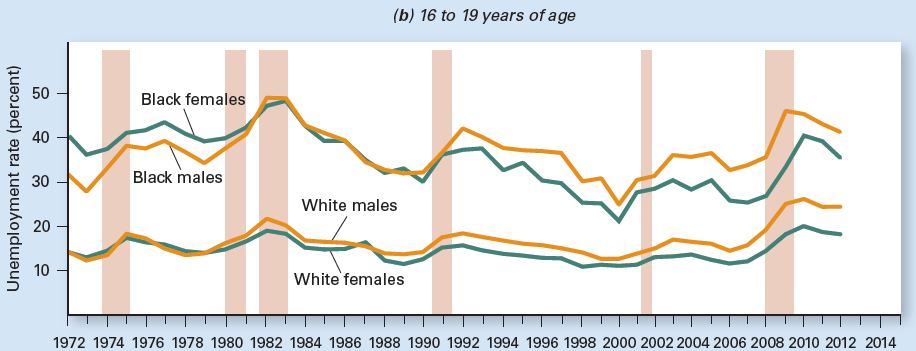 (b) 16 to 19 years of age
Unemployment rate (percent)
50
40
30
20
10
Black females
Black males
White males
White females
1972 1974 1976 1978 1980 1982 1984 1986 1988 1990 1992 1994 1996 1998 2000 2002 2004 2006 2008 2010 2012 2014